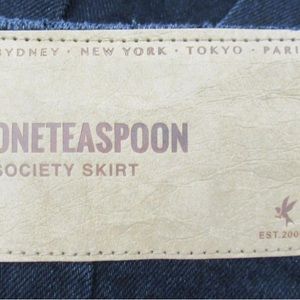 SYDNEY · NEW YORK · TOKYO · PARI
ONETEASPOON
SOCIETY SKIRT
EST.200